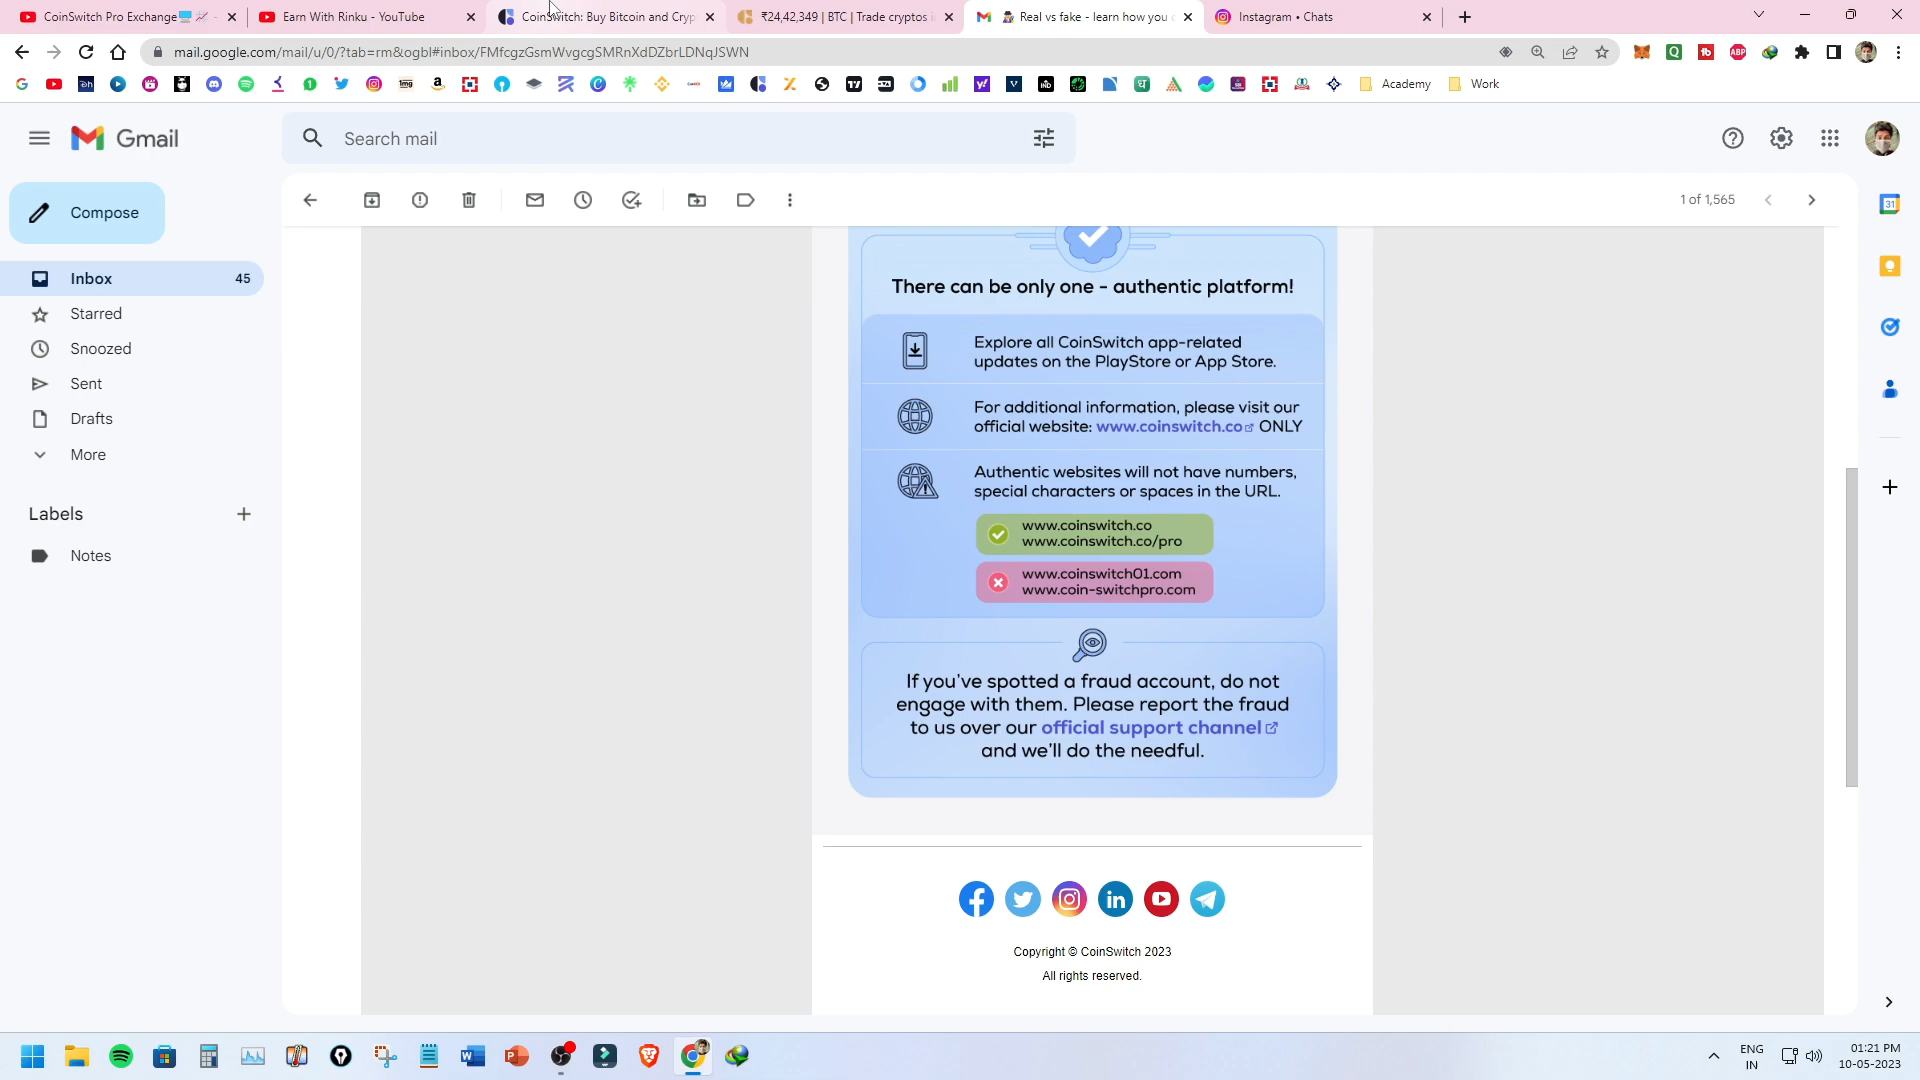 CoinSwitch Pro Exchange
Earn With Rinku - YouTube
CoinSwitch: Buy Bitcoin and Cryp
₹24,42,349 | BTC | Trade cryptos i
Real vs fake - learn how you c
Instagram • Chats
mail.google.com/mail/u/0/?tab=rm&ogbl#inbox/FMfcgzGsmWvgcgSMRnXdDZbrLDNqJSWN
Academy
Work
Gmail
Search mail
Compose
1 of 1,565
Inbox 45
Starred
Snoozed
Sent
Drafts
More
Labels
Notes
There can be only one - authentic platform!
Explore all CoinSwitch app-related
updates on the PlayStore or App Store.
For additional information, please visit our
official website: www.coinswitch.co ONLY
Authentic websites will not have numbers,
special characters or spaces in the URL.
www.coinswitch.co
www.coinswitch.co/pro
www.coinswitch01.com
www.coin-switchpro.com
If you've spotted a fraud account, do not
engage with them. Please report the fraud
to us over our official support channel
and we'll do the needful.
Copyright © CoinSwitch 2023
All rights reserved.
ENG
IN
01:21 PM
10-05-2023